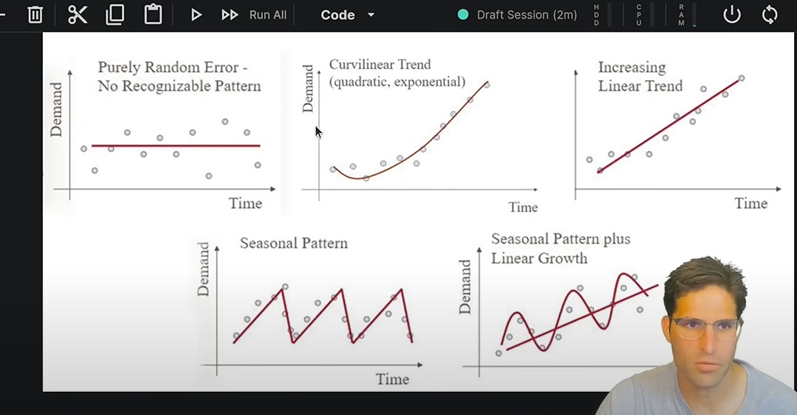 Run All
Code
Draft Session (2m)
HDD
CPU
RAM
Purely Random Error -
No Recognizable Pattern
Demand
Time
Curvilinear Trend
(quadratic, exponential)
Demand
Time
Increasing
Linear Trend
Time
Seasonal Pattern
Demand
Time
Seasonal Pattern plus
Linear Growth
Demand